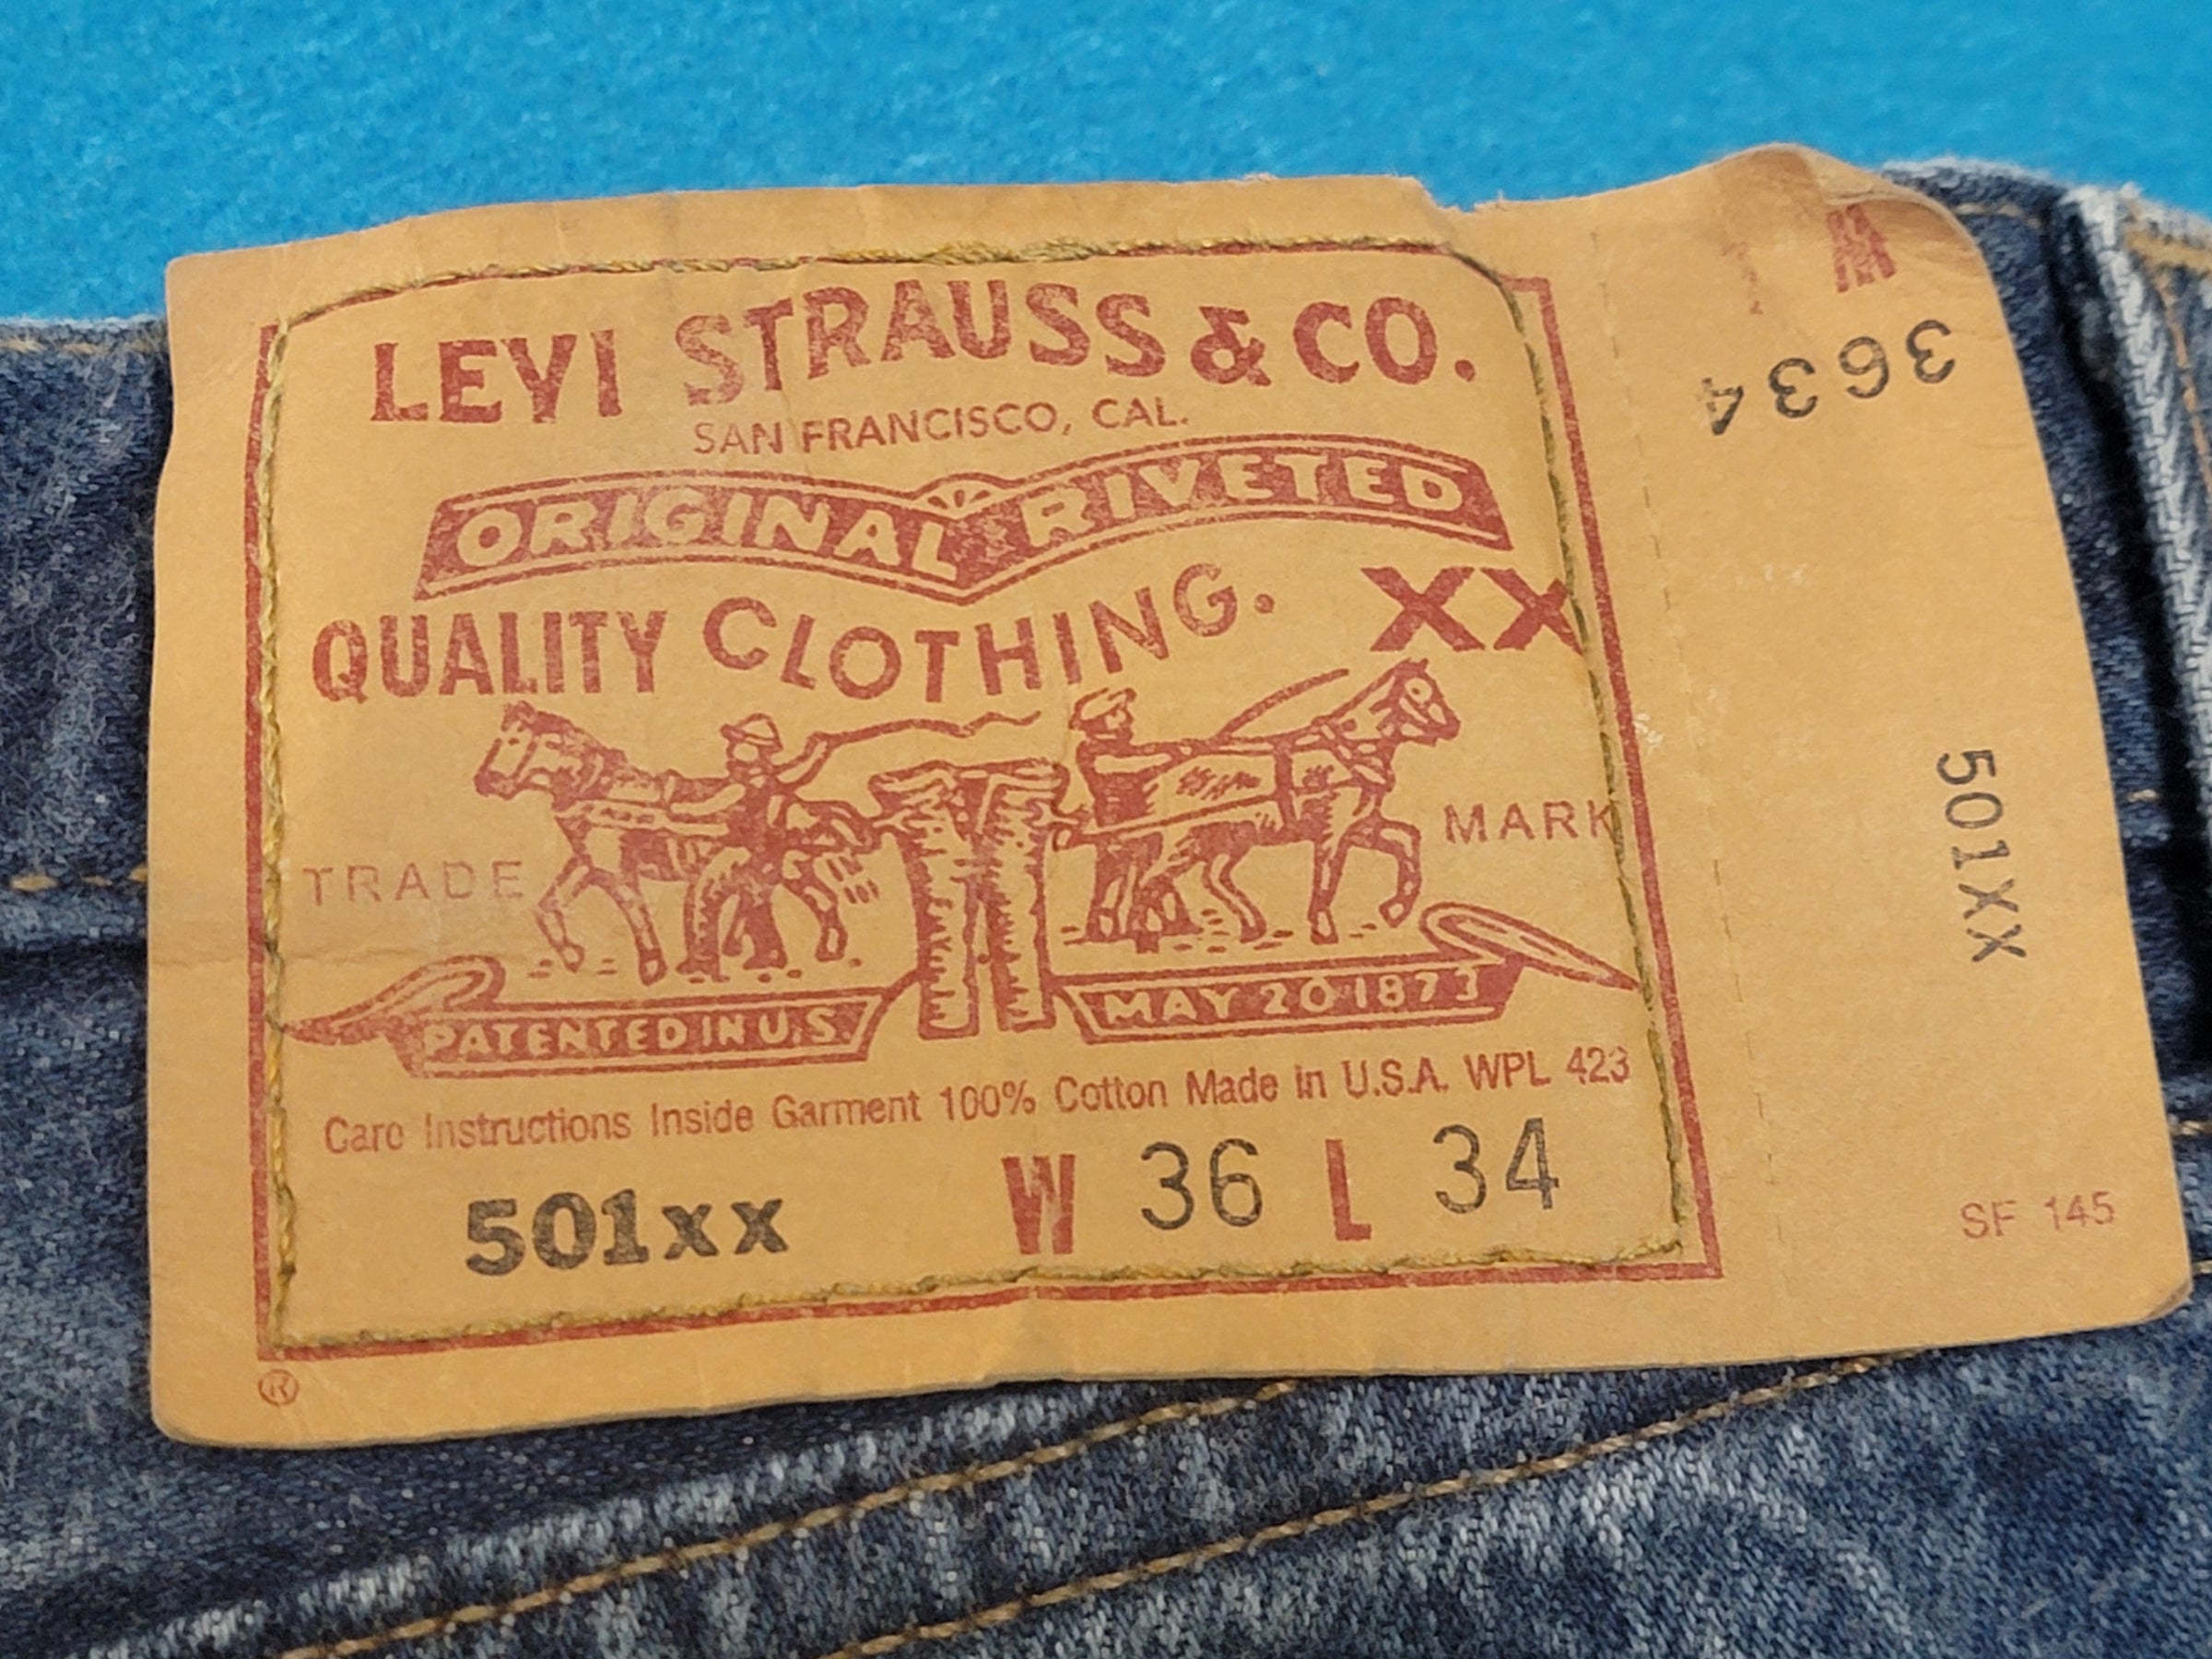 LEVI STRAUSS & CO.
SAN FRANCISCO, CAL.
ORIGINAL RIVETED
QUALITY CLOTHING. XX
TRADE MARK
PATENTED IN U.S. MAY 20 1873
Care Instructions Inside Garment 100% Cotton Made in U.S.A. WPL 423
501xx W 36 L 34
®
W
3634
501XX
SF 145